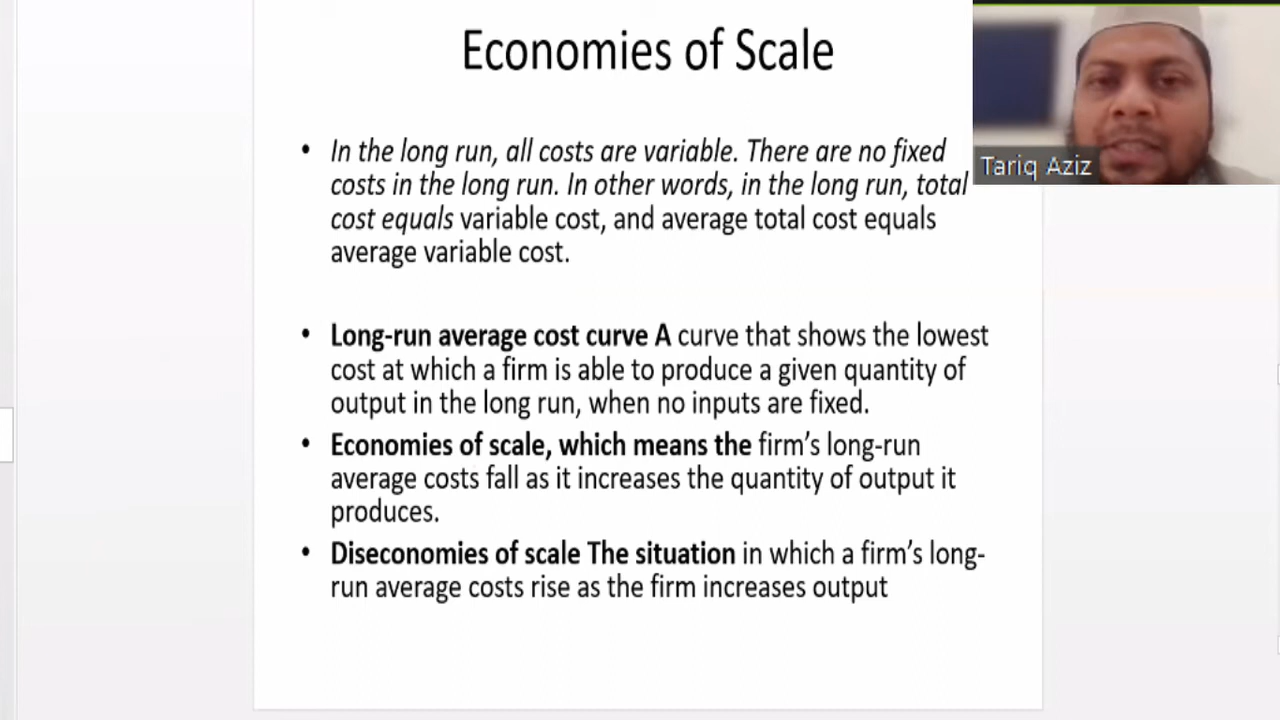 Economies of Scale
• In the long run, all costs are variable. There are no fixed
costs in the long run. In other words, in the long run, total
cost equals variable cost, and average total cost equals
average variable cost.
• Long-run average cost curve A curve that shows the lowest
cost at which a firm is able to produce a given quantity of
output in the long run, when no inputs are fixed.
• Economies of scale, which means the firm’s long-run
average costs fall as it increases the quantity of output it
produces.
• Diseconomies of scale The situation in which a firm’s long-
run average costs rise as the firm increases output
Tariq Aziz